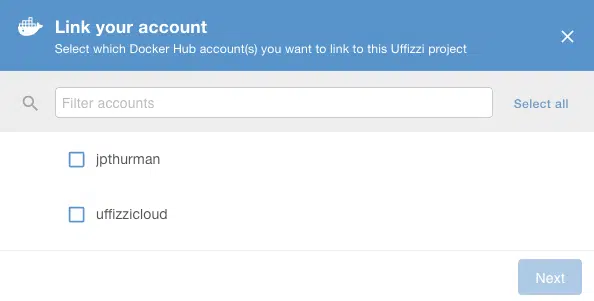 Link your account
Select which Docker Hub account(s) you want to link to this Uffizzi project
Filter accounts
Select all
jpthurman
uffizzicloud
Next